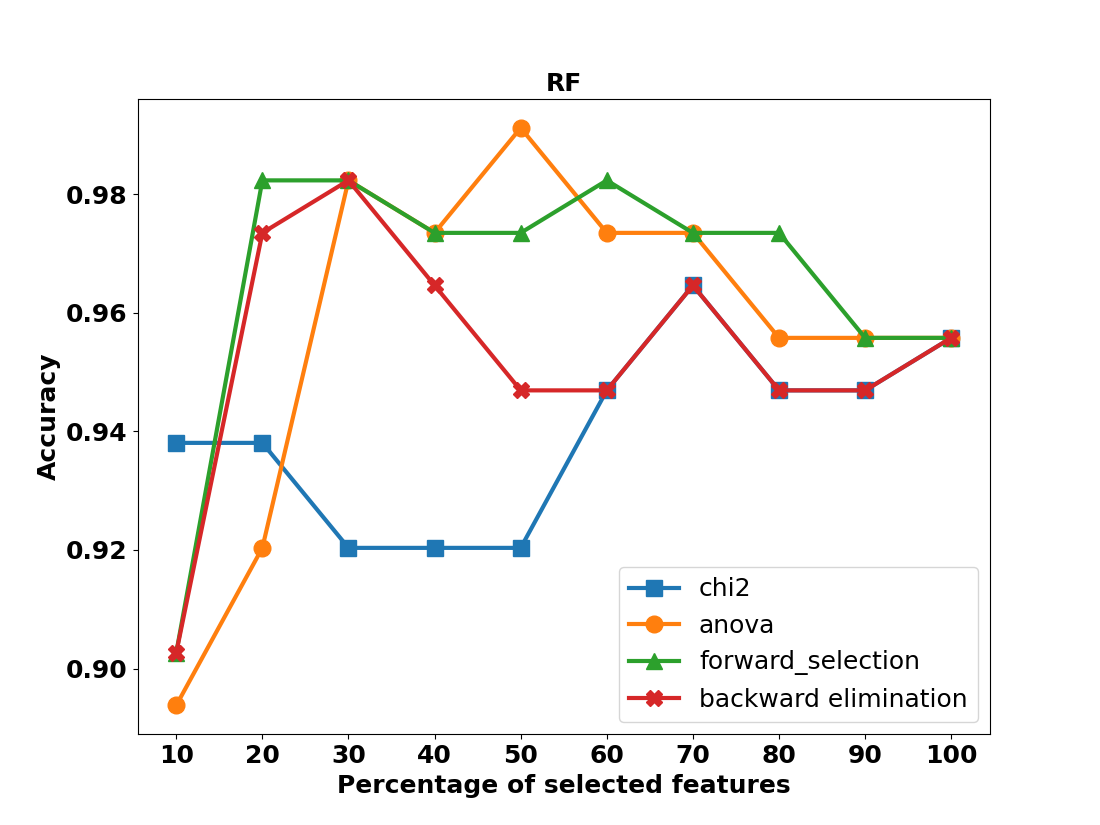 RF
0.98
0.96
0.94
0.92
0.90
Accuracy
chi2
anova
forward_selection
backward elimination
10 20 30 40 50 60 70 80 90 100
Percentage of selected features